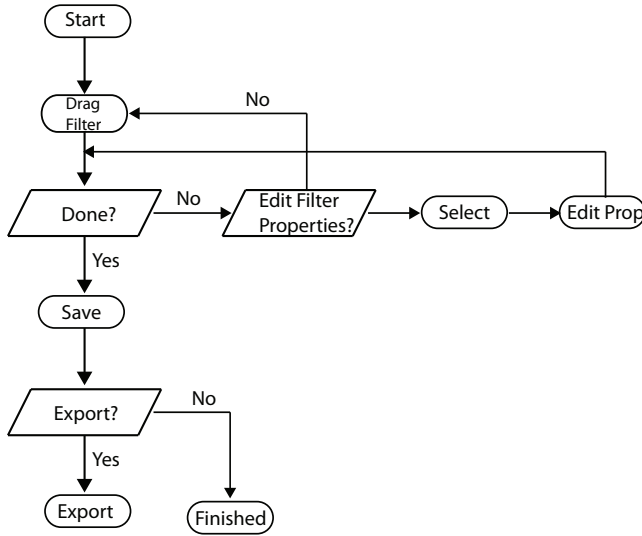 Start
Drag
Filter
No
Done?
No
Edit Filter
Properties?
Select
Edit Prop
Yes
Save
Export?
No
Yes
Export
Finished